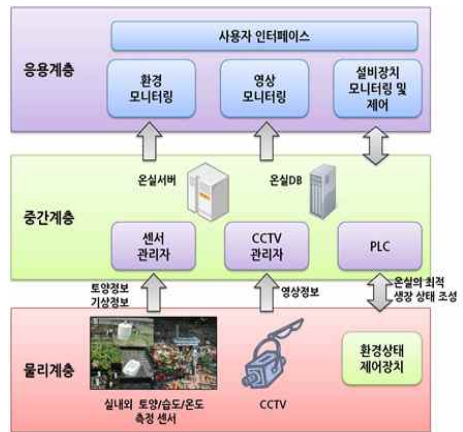 사용자 인터페이스
응용계층
환경
모니터링
영상
모니터링
설비장치
모니터링 및
제어
온실서버
온실DB
중간계층
센서
관리자
CCTV
관리자
PLC
토양정보
기상정보
영상정보
온실의 최적
생장 상태 조성
물리계층
환경상태
제어장치
실내외 토양/습도/온도
측정 센서
CCTV